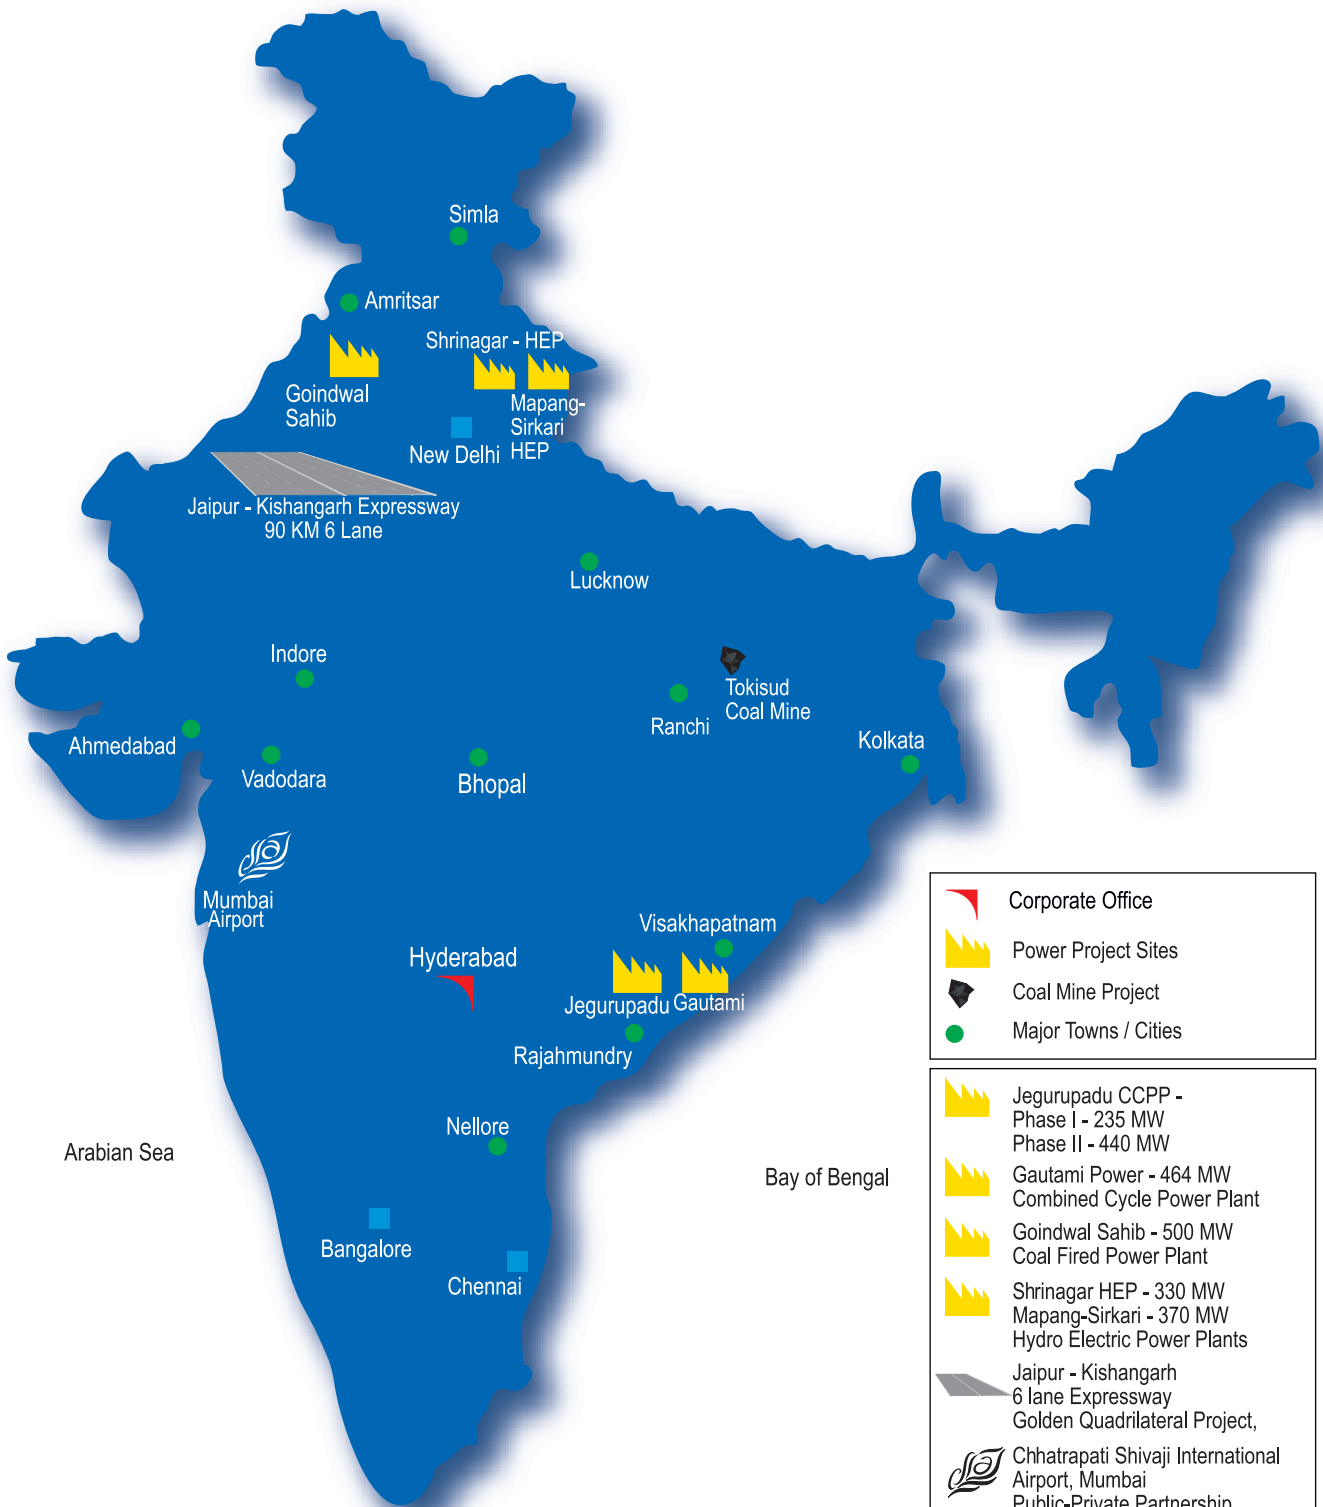 Simla
Amritsar
Shrinagar - HEP
Goindwal
Sahib
Mapang-
Sirkari
HEP
New Delhi
Jaipur - Kishangarh Expressway
90 KM 6 Lane
Lucknow
Indore
Tokisud
Coal Mine
Ranchi
Ahmedabad
Kolkata
Vadodara
Bhopal
Mumbai
Airport
Visakhapatnam
Hyderabad
Jegurupadu
Gautami
Rajahmundry
Nellore
Arabian Sea
Bay of Bengal
Bangalore
Chennai
Corporate Office
Power Project Sites
Coal Mine Project
Major Towns / Cities
Jegurupadu CCPP -
Phase I - 235 MW
Phase II - 440 MW
Gautami Power - 464 MW
Combined Cycle Power Plant
Goindwal Sahib - 500 MW
Coal Fired Power Plant
Shrinagar HEP - 330 MW
Mapang-Sirkari - 370 MW
Hydro Electric Power Plants
Jaipur - Kishangarh
6 lane Expressway
Golden Quadrilateral Project,
Chhatrapati Shivaji International
Airport, Mumbai
Public-Private Partnership